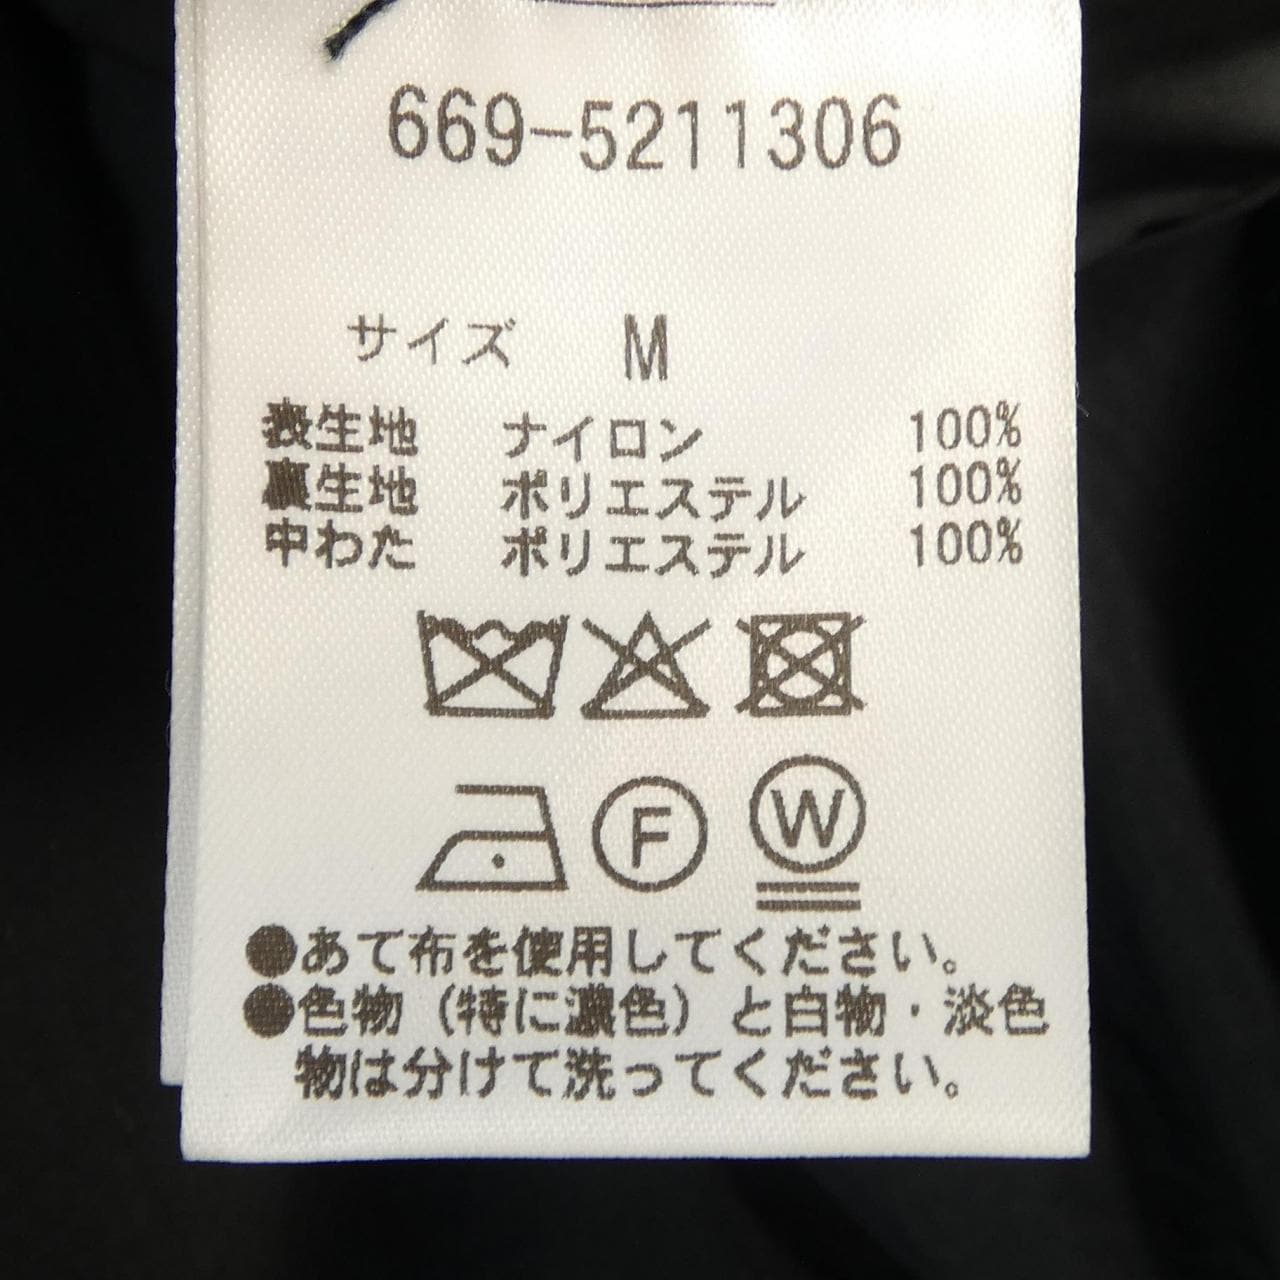 669-5211306
サイズ M
表生地 ナイロン 100%
裏生地 ポリエステル 100%
中わた ポリエステル 100%
F W
●あて布を使用してください。
●色物（特に濃色）と白物・淡色
物は分けて洗ってください。